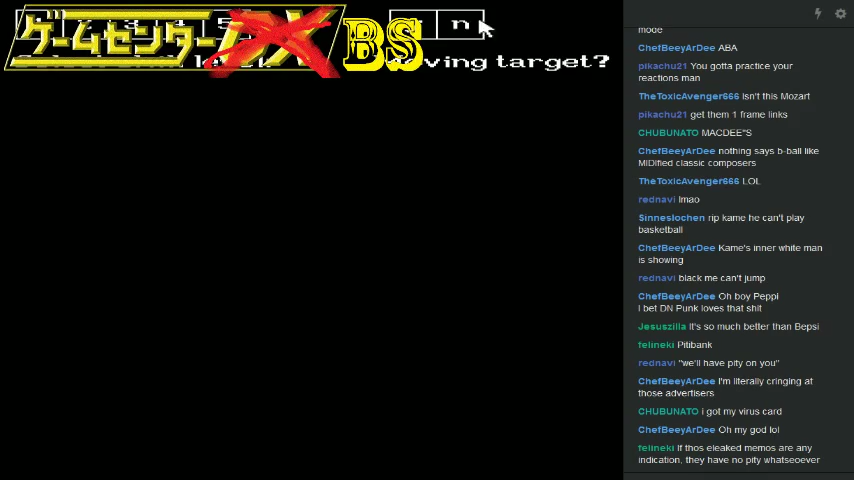 3 4 5
n
ゲームセンターDX BS
moving target?
mode
ChefBeeyArDee ABA
pikachu21 You gotta practice your
reactions man
TheToxicAvenger666 Isn't this Mozart
pikachu21 get them 1 frame links
CHUBUNATO MACDEE"S
ChefBeeyArDee nothing says b-ball like
MIDIfied classic composers
TheToxicAvenger666 LOL
rednavi lmao
Sinneslochen rip kame he can't play
basketball
ChefBeeyArDee Kame's inner white man
is showing
rednavi black me can't jump
ChefBeeyArDee Oh boy Peppi
I bet DN Punk loves that shit
Jesuszilla It's so much better than Bepsi
felineki Pitibank
rednavi "we'll have pity on you"
ChefBeeyArDee I'm literally cringing at
those advertisers
CHUBUNATO i got my virus card
ChefBeeyArDee Oh my god lol
felineki If thos eleaked memos are any
indication, they have no pity whatseoever